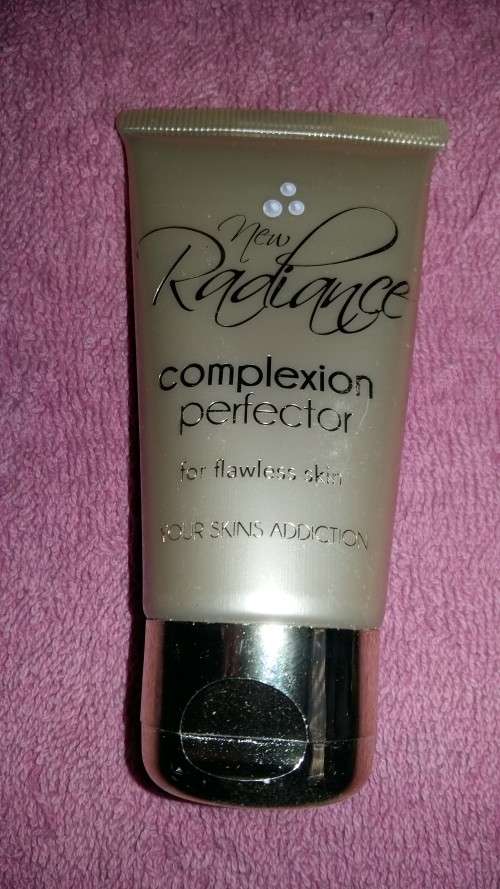 New
Radiance
complexion
perfector
for flawless skin
YOUR SKINS ADDICTION